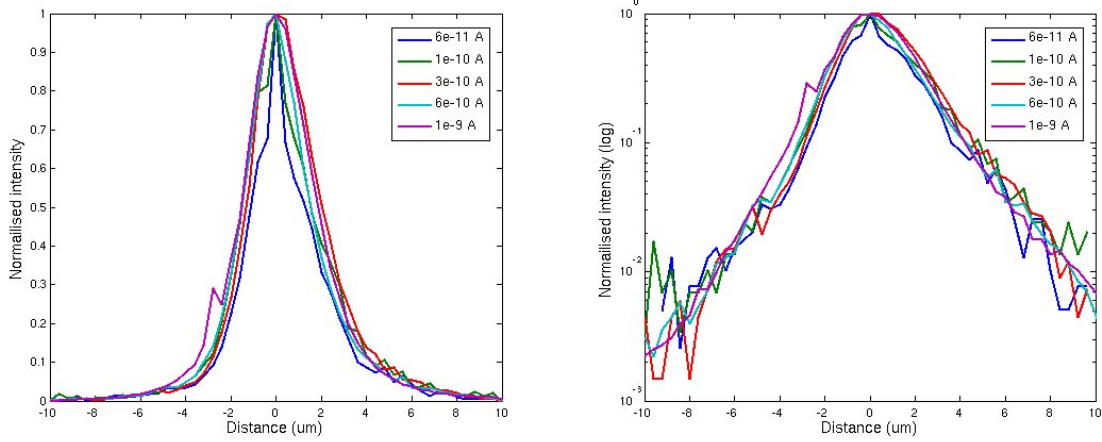 1
0.9
0.8
0.7
0.6
0.5
0.4
0.3
0.2
0.1
0
-10 -8 -6 -4 -2 0 2 4 6 8 10
Distance (um)
Normallised intensity
6e-11 A
1e-10 A
3e-10 A
6e-10 A
1e-9 A
10^0
10^-1
10^-2
10^-3
-10 -8 -6 -4 -2 0 2 4 6 8 10
Distance (um)
Normallised intensity (log)
6e-11 A
1e-10 A
3e-10 A
6e-10 A
1e-9 A